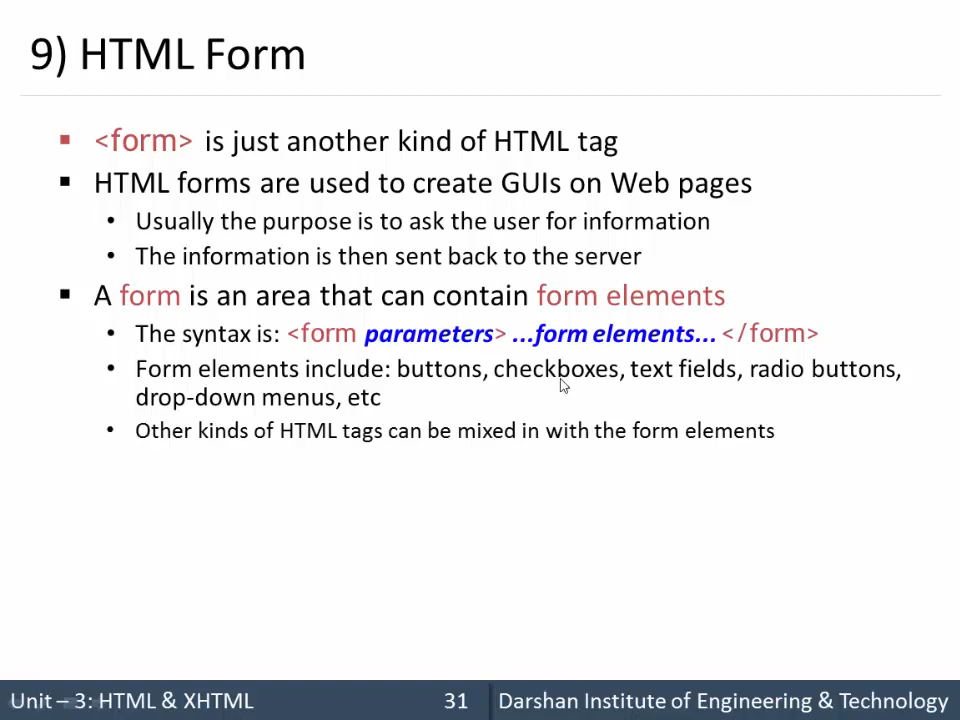 9) HTML Form
<form> is just another kind of HTML tag
HTML forms are used to create GUIs on Web pages
Usually the purpose is to ask the user for information
The information is then sent back to the server
A form is an area that can contain form elements
The syntax is: <form parameters> ...form elements... </form>
Form elements include: buttons, checkboxes, text fields, radio buttons,
drop-down menus, etc
Other kinds of HTML tags can be mixed in with the form elements
Unit – 3: HTML & XHTML 31 Darshan Institute of Engineering & Technology